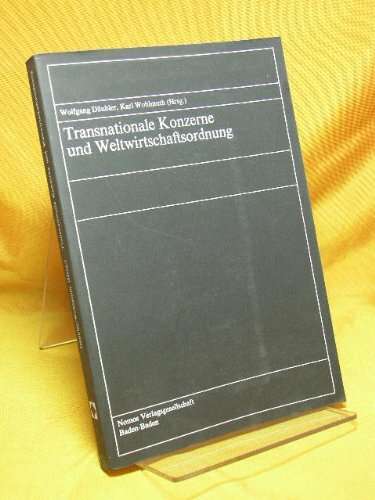 Wolfgang Däubler, Karl Wohlmuth (Hrsg.)
Transnationale Konzerne
und Weltwirtschaftsordnung
Nomos Verlagsgesellschaft
Baden-Baden